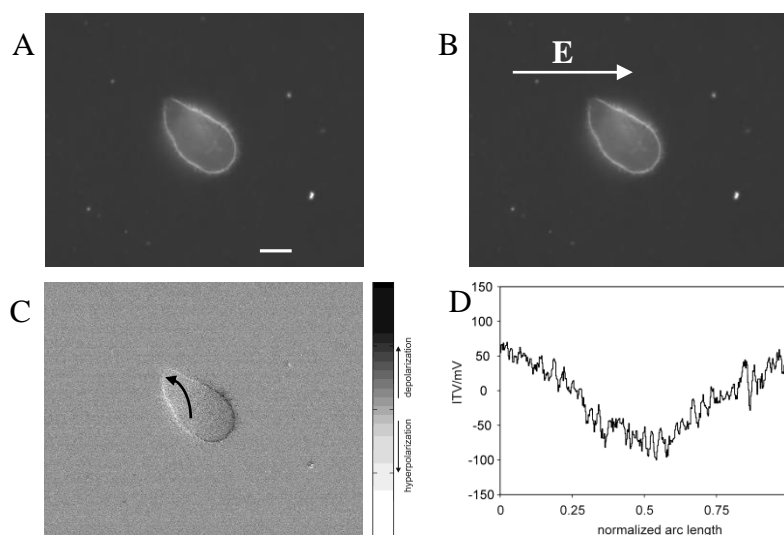 A
B
E
C
depolarization
hyperpolarization
D
150
100
50
0
-50
-100
-150
ITV/mV
0
0.25
0.5
0.75
normalized arc length